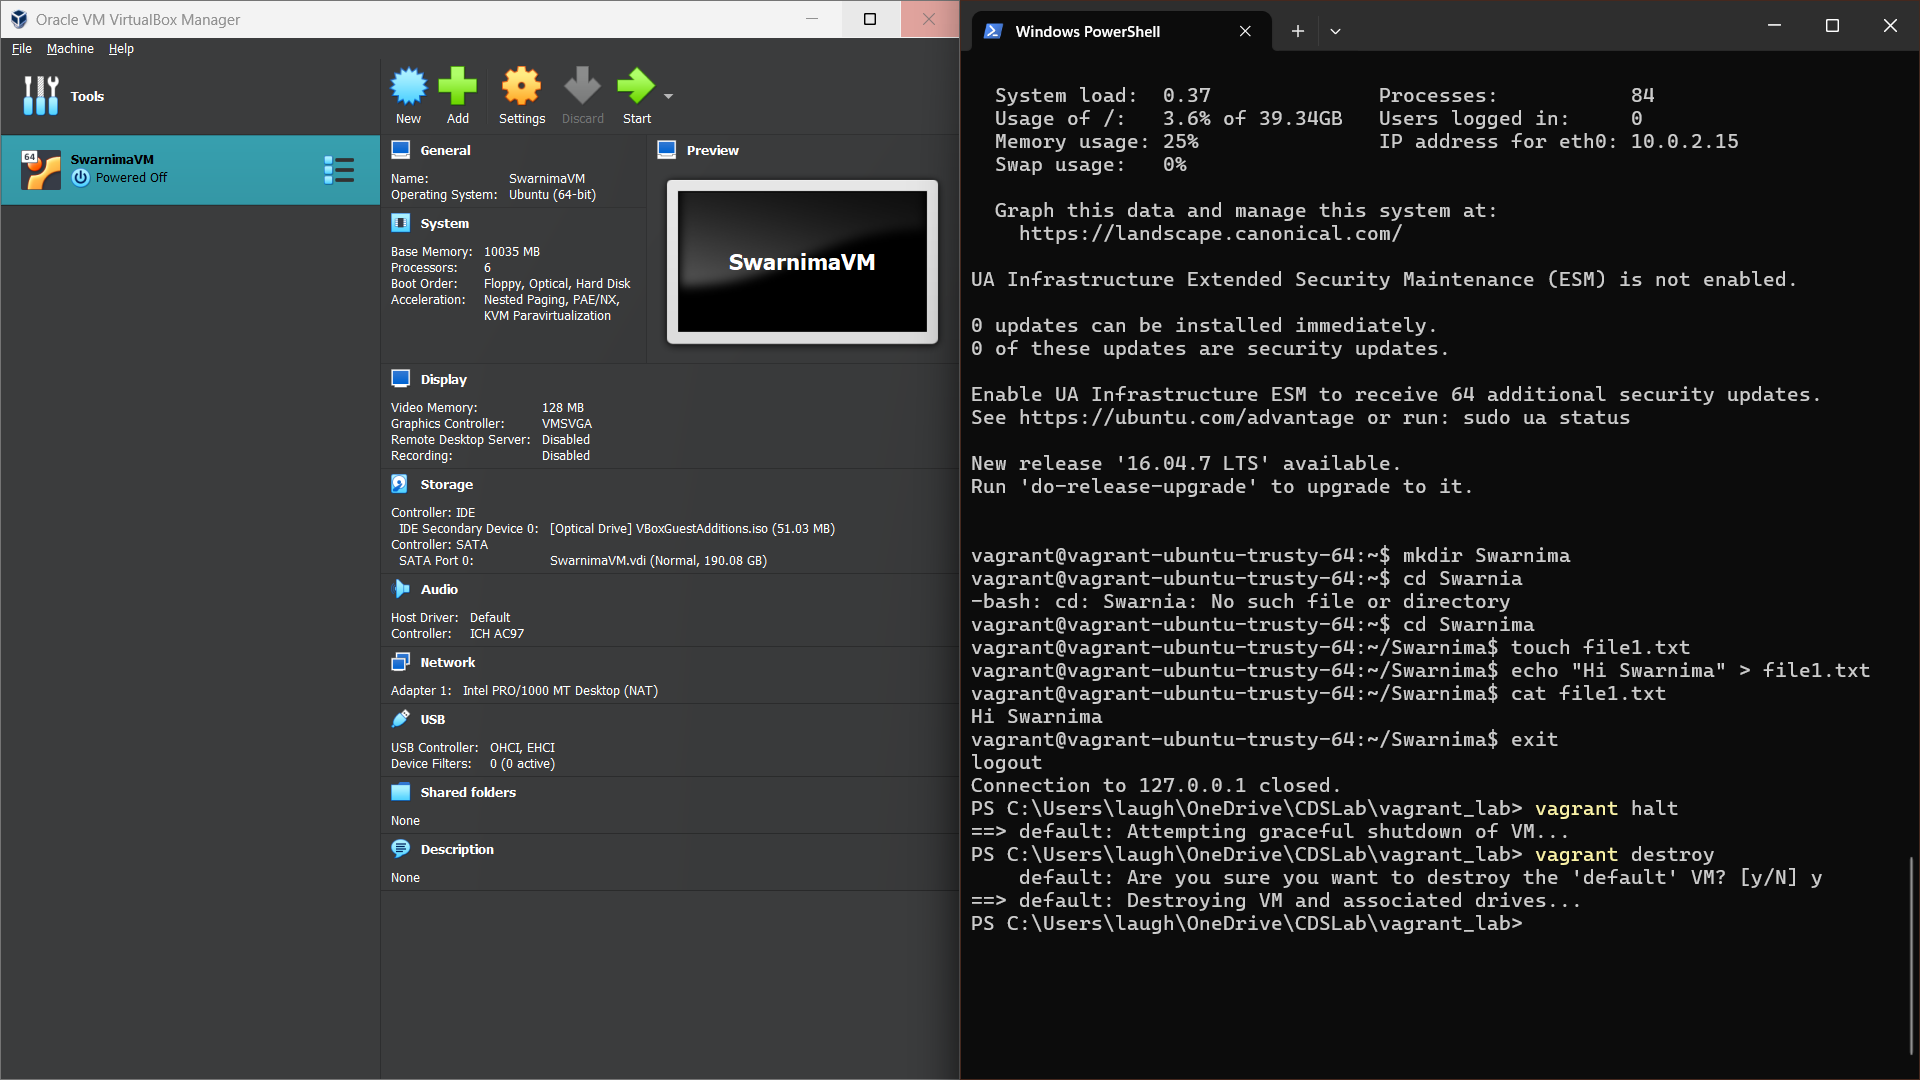 Oracle VM VirtualBox Manager
File Machine Help
Tools
New Add Settings Discard Start
64
SwarnimaVM
Powered Off
General
Name: SwarnimaVM
Operating System: Ubuntu (64-bit)
System
Base Memory: 10035 MB
Processors: 6
Boot Order: Floppy, Optical, Hard Disk
Acceleration: Nested Paging, PAE/NX,
KVM Paravirtualization
Preview
SwarnimaVM
Display
Video Memory: 128 MB
Graphics Controller: VMSVGA
Remote Desktop Server: Disabled
Recording: Disabled
Storage
Controller: IDE
IDE Secondary Device 0: [Optical Drive] VBoxGuestAdditions.iso (51.03 MB)
Controller: SATA
SATA Port 0: SwarnimaVM.vdi (Normal, 190.08 GB)
Audio
Host Driver: Default
Controller: ICH AC97
Network
Adapter 1: Intel PRO/1000 MT Desktop (NAT)
USB
USB Controller: OHCI, EHCI
Device Filters: 0 (0 active)
Shared folders
None
Description
None
Windows PowerShell
System load: 0.37 Processes: 84
Usage of /: 3.6% of 39.34GB Users logged in: 0
Memory usage: 25% IP address for eth0: 10.0.2.15
Swap usage: 0%
Graph this data and manage this system at:
https://landscape.canonical.com/
UA Infrastructure Extended Security Maintenance (ESM) is not enabled.
0 updates can be installed immediately.
0 of these updates are security updates.
Enable UA Infrastructure ESM to receive 64 additional security updates.
See https://ubuntu.com/advantage or run: sudo ua status
New release '16.04.7 LTS' available.
Run 'do-release-upgrade' to upgrade to it.
vagrant@vagrant-ubuntu-trusty-64:~$ mkdir Swarnima
vagrant@vagrant-ubuntu-trusty-64:~$ cd Swarnia
-bash: cd: Swarnia: No such file or directory
vagrant@vagrant-ubuntu-trusty-64:~$ cd Swarnima
vagrant@vagrant-ubuntu-trusty-64:~/Swarnima$ touch file1.txt
vagrant@vagrant-ubuntu-trusty-64:~/Swarnima$ echo "Hi Swarnima" > file1.txt
vagrant@vagrant-ubuntu-trusty-64:~/Swarnima$ cat file1.txt
Hi Swarnima
vagrant@vagrant-ubuntu-trusty-64:~/Swarnima$ exit
logout
Connection to 127.0.0.1 closed.
PS C:\Users\laugh\OneDrive\CDSLab\vagrant_lab> vagrant halt
==> default: Attempting graceful shutdown of VM...
PS C:\Users\laugh\OneDrive\CDSLab\vagrant_lab> vagrant destroy
default: Are you sure you want to destroy the 'default' VM? [y/N] y
==> default: Destroying VM and associated drives...
PS C:\Users\laugh\OneDrive\CDSLab\vagrant_lab>